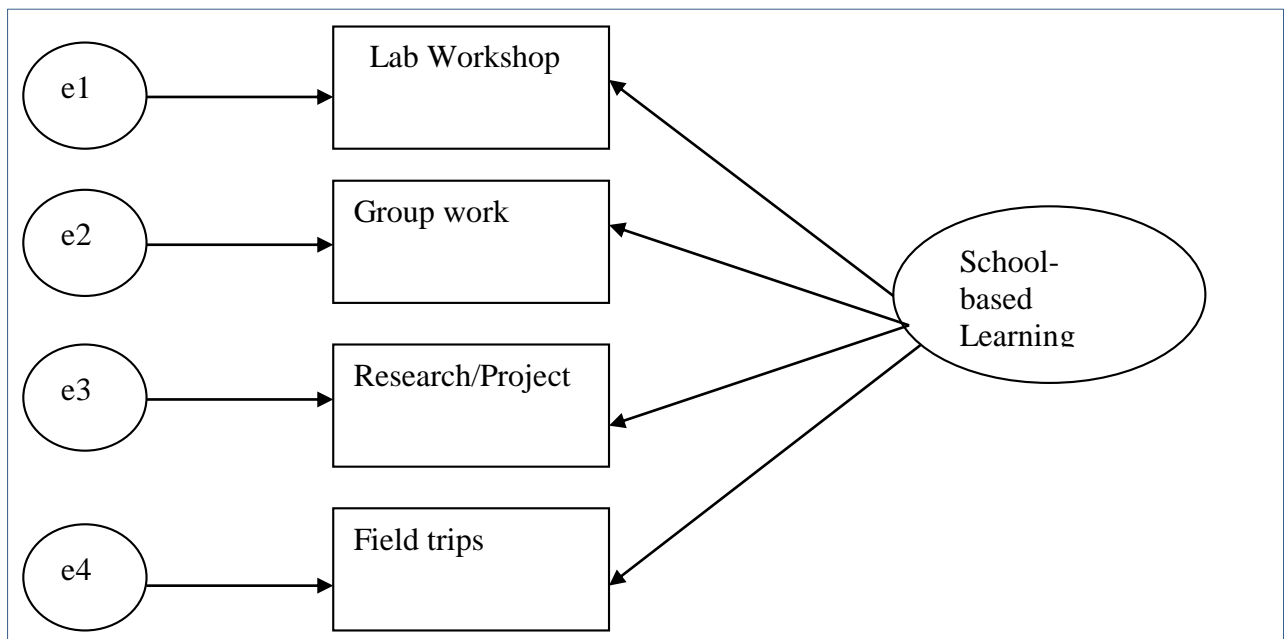 e1
Lab Workshop
e2
Group work
School-
based
Learning
e3
Research/Project
e4
Field trips